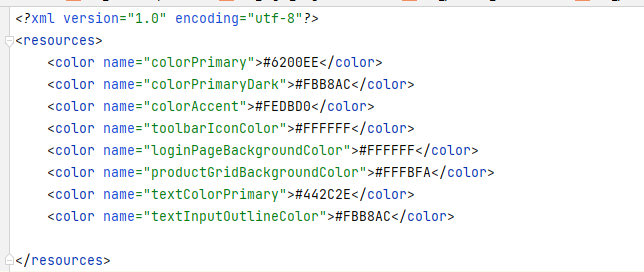 <?xml version="1.0" encoding="utf-8"?>
<resources>
    <color name="colorPrimary">#6200EE</color>
    <color name="colorPrimaryDark">#FBB8AC</color>
    <color name="colorAccent">#FEDBD0</color>
    <color name="toolbarIconColor">#FFFFFF</color>
    <color name="loginPageBackgroundColor">#FFFFFF</color>
    <color name="productGridBackgroundColor">#FFFBFA</color>
    <color name="textColorPrimary">#442C2E</color>
    <color name="textInputOutlineColor">#FBB8AC</color>
</resources>